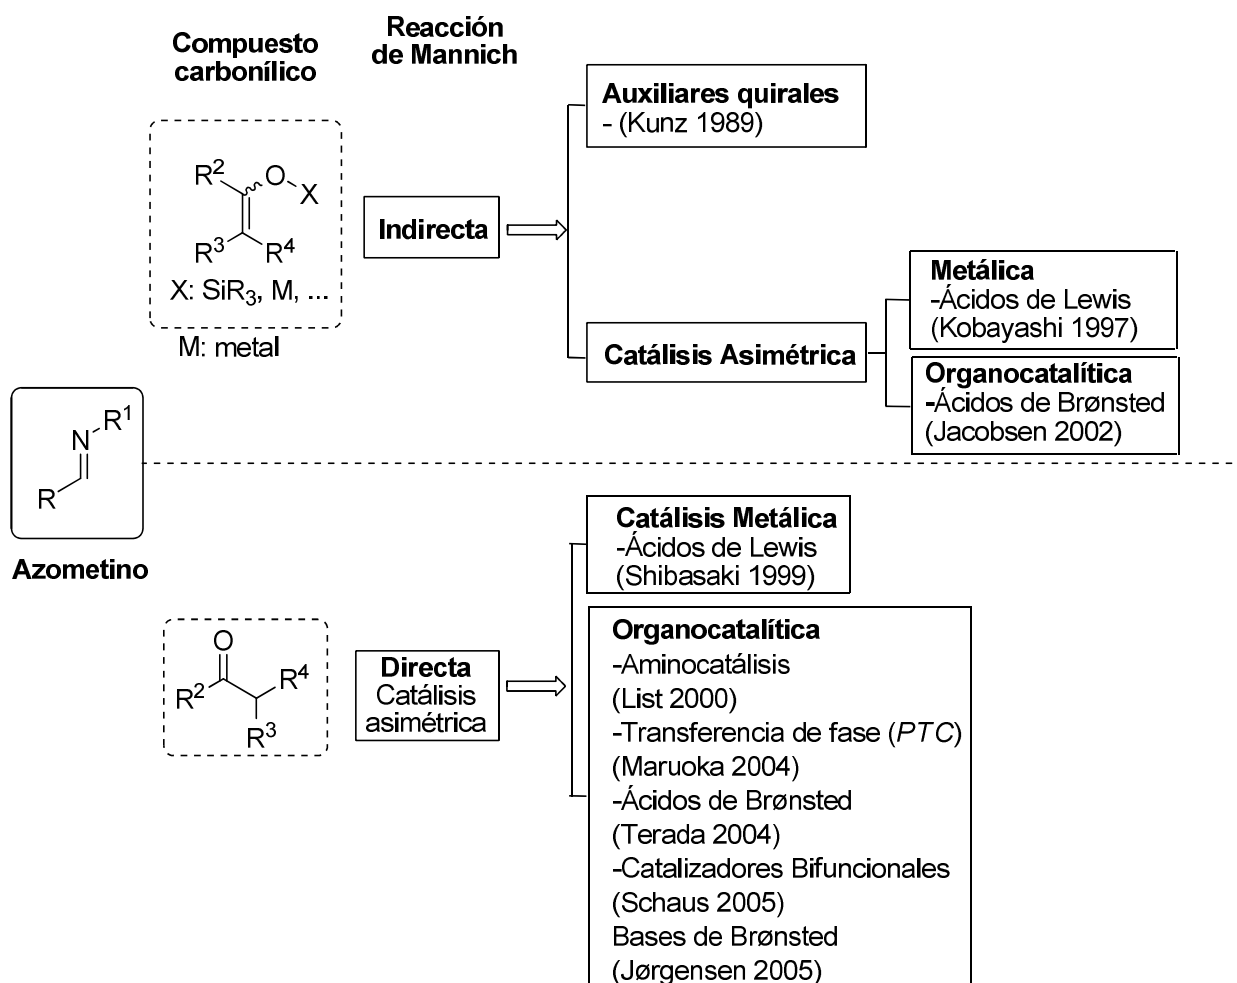 Compuesto
carbonílico
Reacción
de Mannich
Auxiliares quirales
- (Kunz 1989)
R²
O
X
R³
R⁴
X: SiR₃, M, ...
M: metal
Indirecta
Metálica
-Ácidos de Lewis
(Kobayashi 1997)
Catálisis Asimétrica
Organocatalítica
-Ácidos de Brønsted
(Jacobsen 2002)
R¹
N
R
Azometino
Catálisis Metálica
-Ácidos de Lewis
(Shibasaki 1999)
O
R²
R⁴
R³
Directa
Catálisis
asimétrica
Organocatalítica
-Aminocatálisis
(List 2000)
-Transferencia de fase (PTC)
(Maruoka 2004)
-Ácidos de Brønsted
(Terada 2004)
-Catalizadores Bifuncionales
(Schaus 2005)
Bases de Brønsted
(Jørgensen 2005)